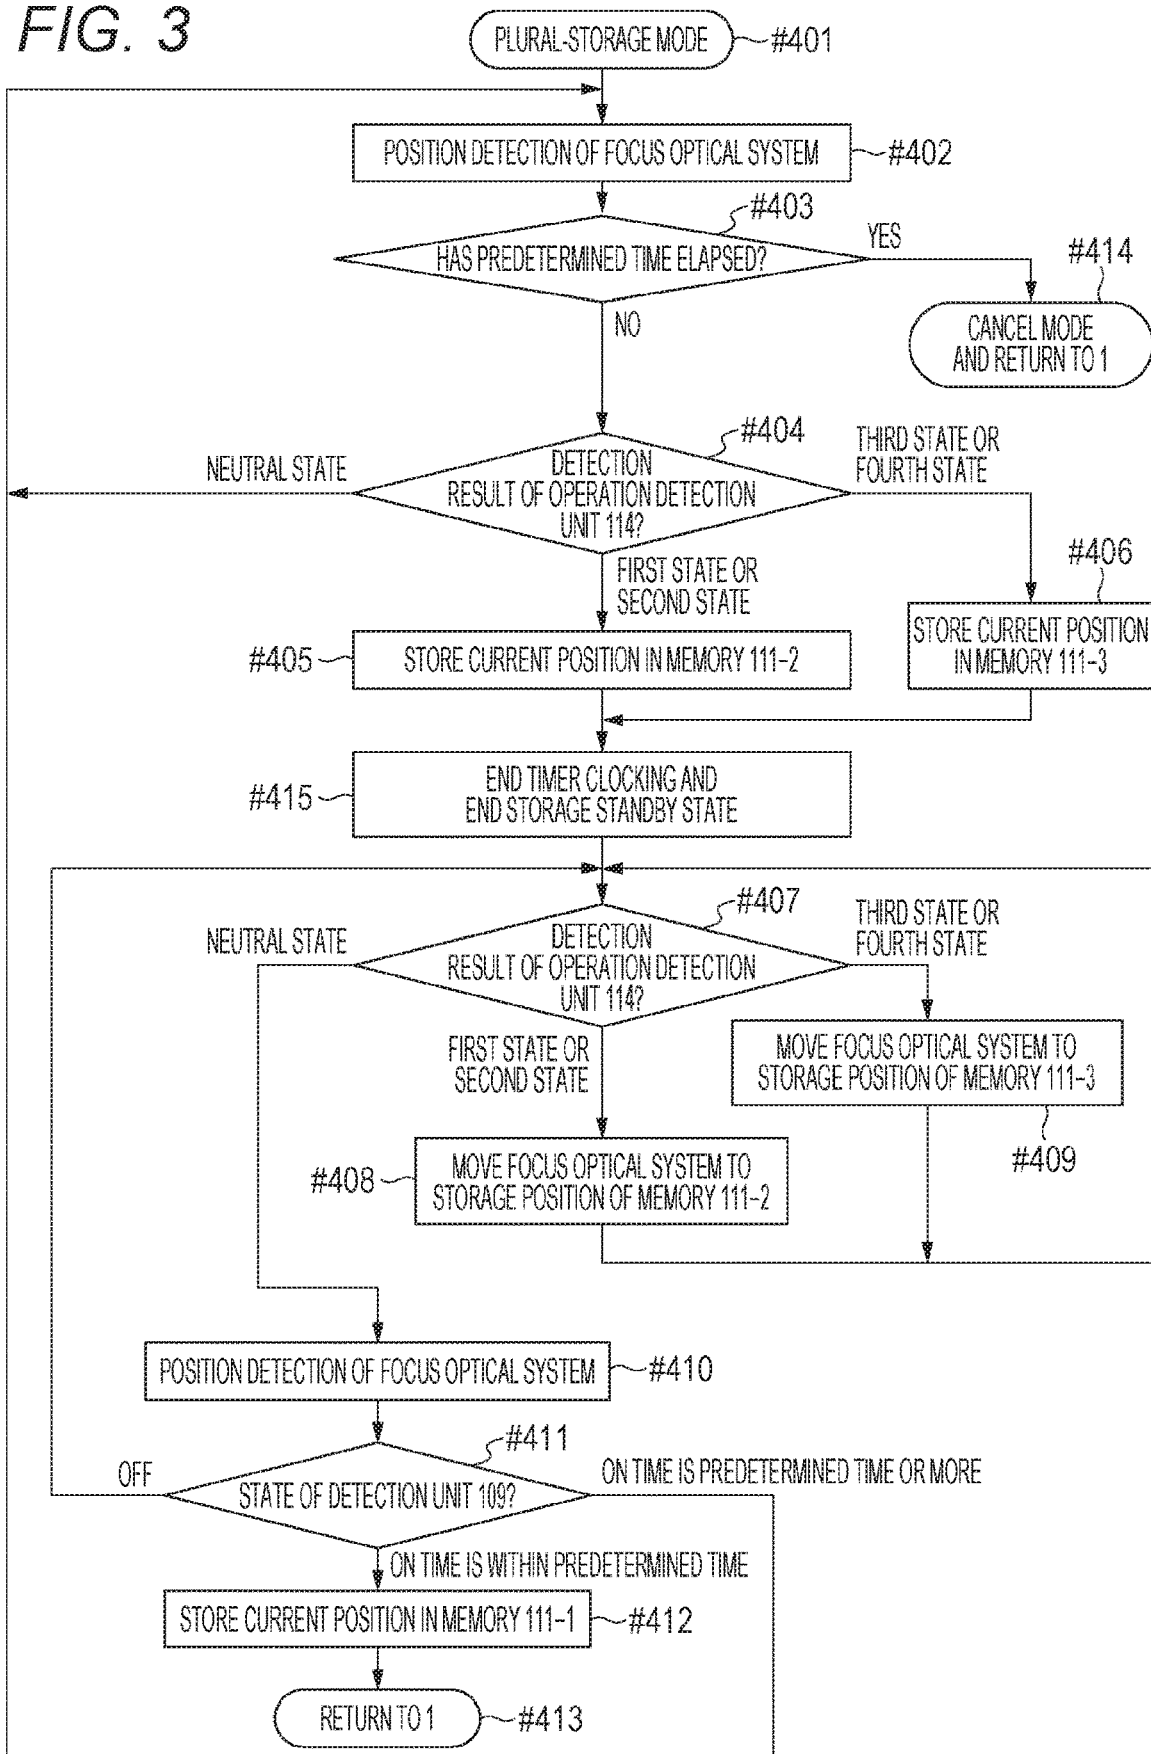 FIG. 3
PLURAL-STORAGE MODE
#401
POSITION DETECTION OF FOCUS OPTICAL SYSTEM
#402
#403
HAS PREDETERMINED TIME ELAPSED?
YES
#414
CANCEL MODE
AND RETURN TO 1
NO
#404
NEUTRAL STATE
DETECTION
RESULT OF OPERATION DETECTION
UNIT 114?
THIRD STATE OR
FOURTH STATE
FIRST STATE OR
SECOND STATE
#406
STORE CURRENT POSITION
IN MEMORY 111-3
#405
STORE CURRENT POSITION IN MEMORY 111-2
#415
END TIMER CLOCKING AND
END STORAGE STANDBY STATE
#407
NEUTRAL STATE
DETECTION
RESULT OF OPERATION DETECTION
UNIT 114?
THIRD STATE OR
FOURTH STATE
FIRST STATE OR
SECOND STATE
MOVE FOCUS OPTICAL SYSTEM TO
STORAGE POSITION OF MEMORY 111-3
#409
#408
MOVE FOCUS OPTICAL SYSTEM TO
STORAGE POSITION OF MEMORY 111-2
POSITION DETECTION OF FOCUS OPTICAL SYSTEM
#410
#411
OFF
STATE OF DETECTION UNIT 109?
ON TIME IS PREDETERMINED TIME OR MORE
ON TIME IS WITHIN PREDETERMINED TIME
STORE CURRENT POSITION IN MEMORY 111-1
#412
RETURN TO 1
#413